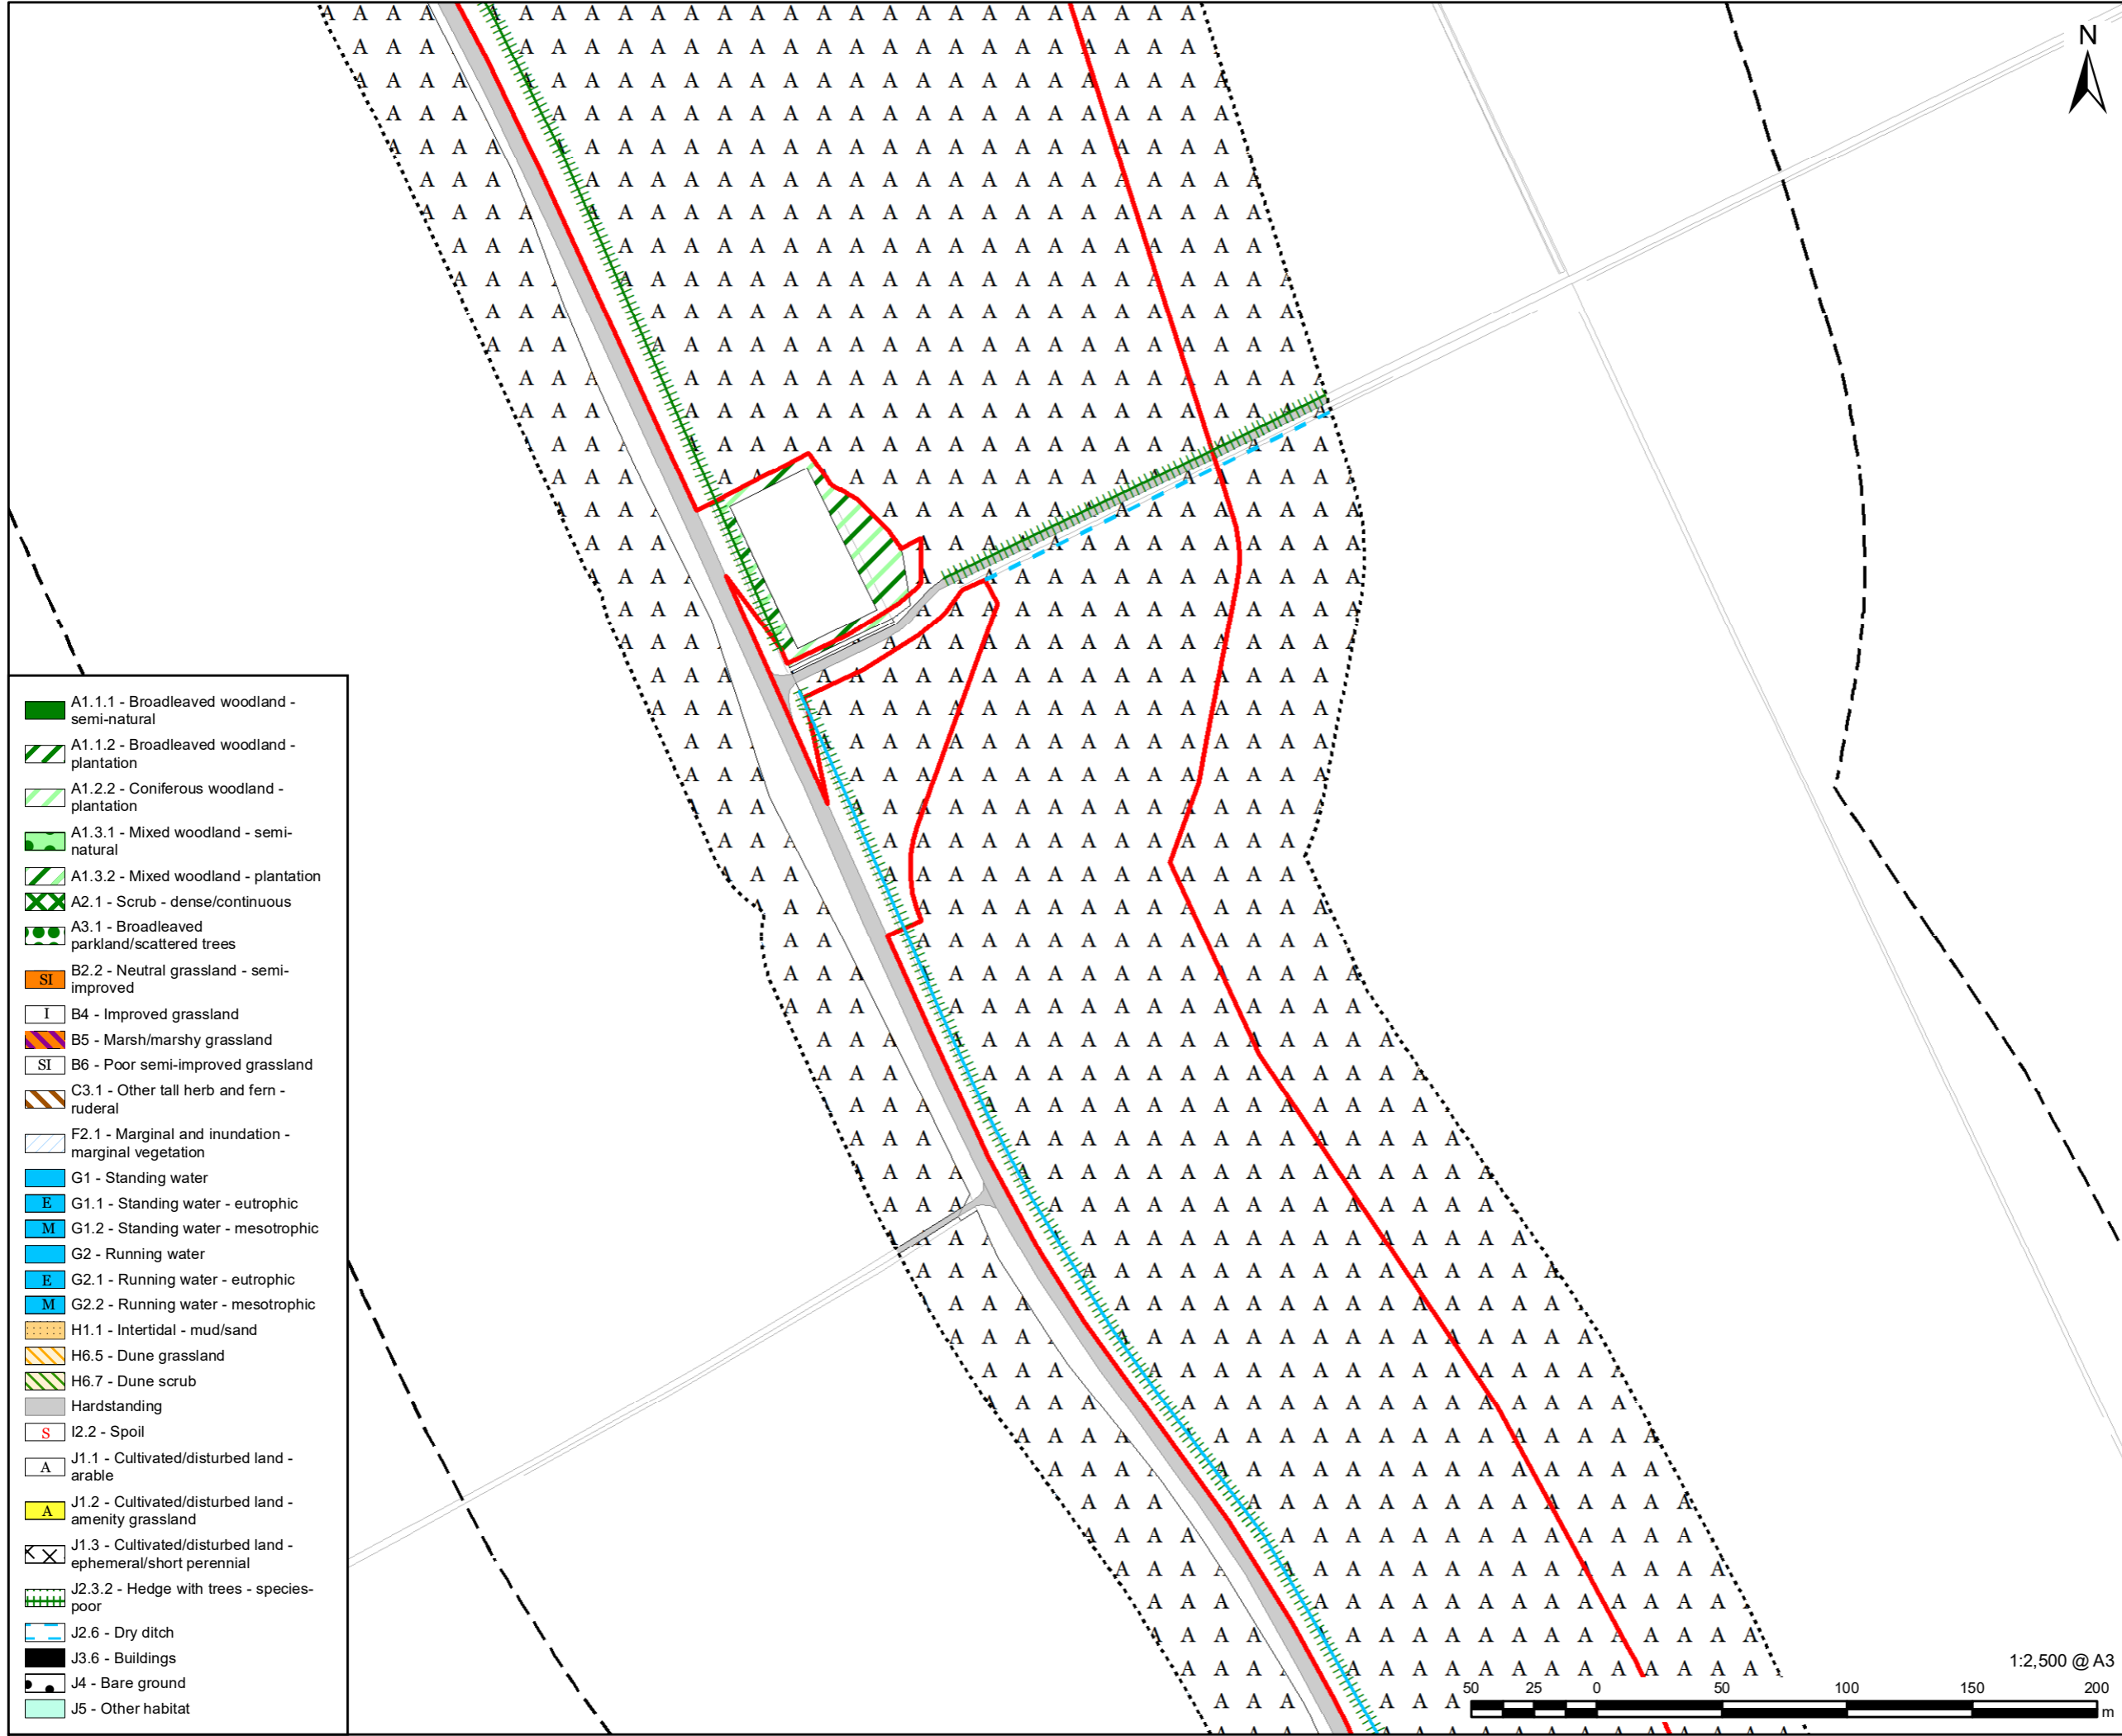 N
A1.1.1 - Broadleaved woodland -
semi-natural
A1.1.2 - Broadleaved woodland -
plantation
A1.2.2 - Coniferous woodland -
plantation
A1.3.1 - Mixed woodland - semi-
natural
A1.3.2 - Mixed woodland - plantation
A2.1 - Scrub - dense/continuous
A3.1 - Broadleaved
parkland/scattered trees
SI B2.2 - Neutral grassland - semi-
improved
I B4 - Improved grassland
B5 - Marsh/marshy grassland
SI B6 - Poor semi-improved grassland
C3.1 - Other tall herb and fern -
ruderal
F2.1 - Marginal and inundation -
marginal vegetation
G1 - Standing water
E G1.1 - Standing water - eutrophic
M G1.2 - Standing water - mesotrophic
G2 - Running water
E G2.1 - Running water - eutrophic
M G2.2 - Running water - mesotrophic
H1.1 - Intertidal - mud/sand
H6.5 - Dune grassland
H6.7 - Dune scrub
Hardstanding
S I2.2 - Spoil
A J1.1 - Cultivated/disturbed land -
arable
A J1.2 - Cultivated/disturbed land -
amenity grassland
J1.3 - Cultivated/disturbed land -
ephemeral/short perennial
J2.3.2 - Hedge with trees - species-
poor
J2.6 - Dry ditch
J3.6 - Buildings
J4 - Bare ground
J5 - Other habitat
1:2,500 @ A3
50 25 0 50 100 150 200
m